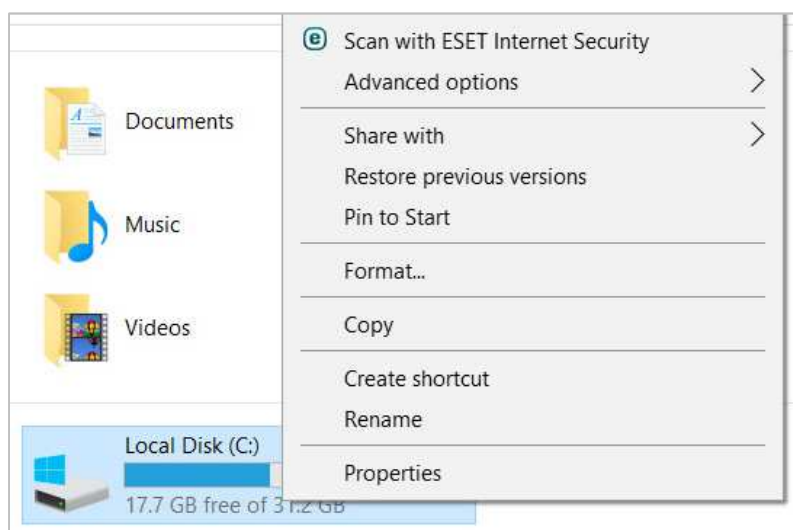 Scan with ESET Internet Security
Advanced options
Share with
Restore previous versions
Pin to Start
Format...
Copy
Create shortcut
Rename
Properties
Documents
Music
Videos
Local Disk (C:)
17.7 GB free of 31.2 GB